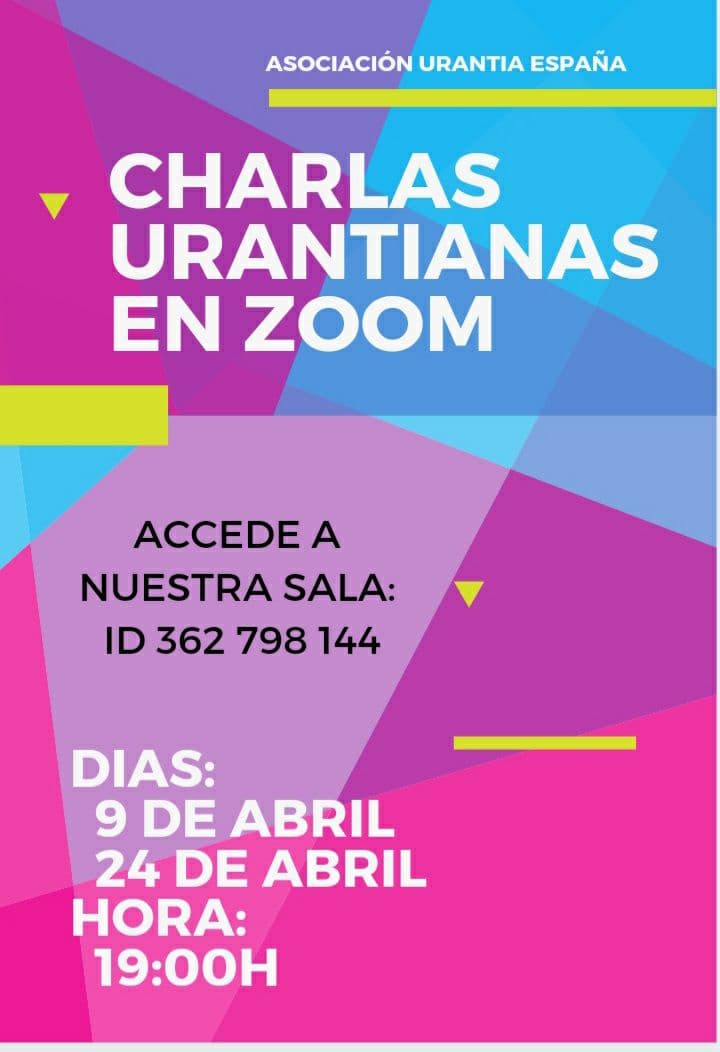 ASOCIACIÓN URANTIA ESPAÑA
CHARLAS
URANTIANAS
EN ZOOM
ACCEDE A
NUESTRA SALA:
ID 362 798 144
DIAS:
9 DE ABRIL
24 DE ABRIL
HORA:
19:00H